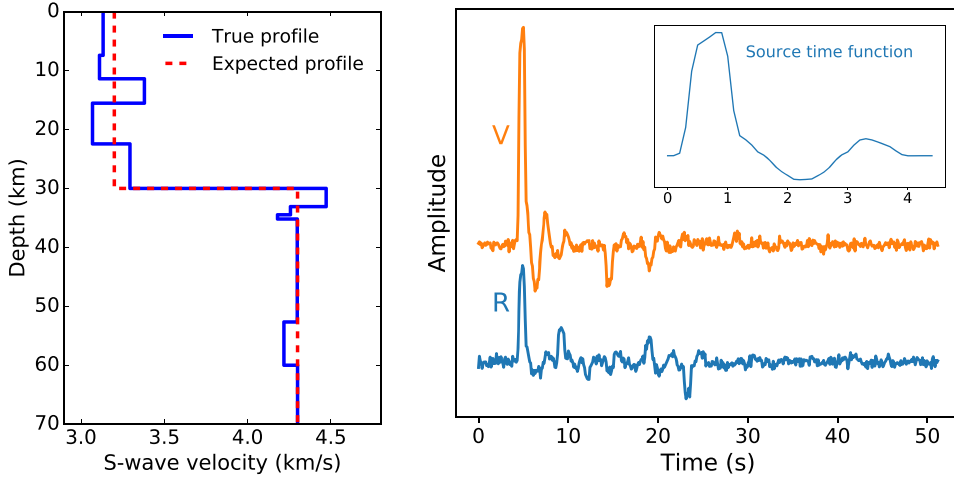 0
10
20
30
40
50
60
70
Depth (km)
True profile
Expected profile
3.0 3.5 4.0 4.5
S-wave velocity (km/s)
Amplitude
V
R
Source time function
0 1 2 3 4
0 10 20 30 40 50
Time (s)